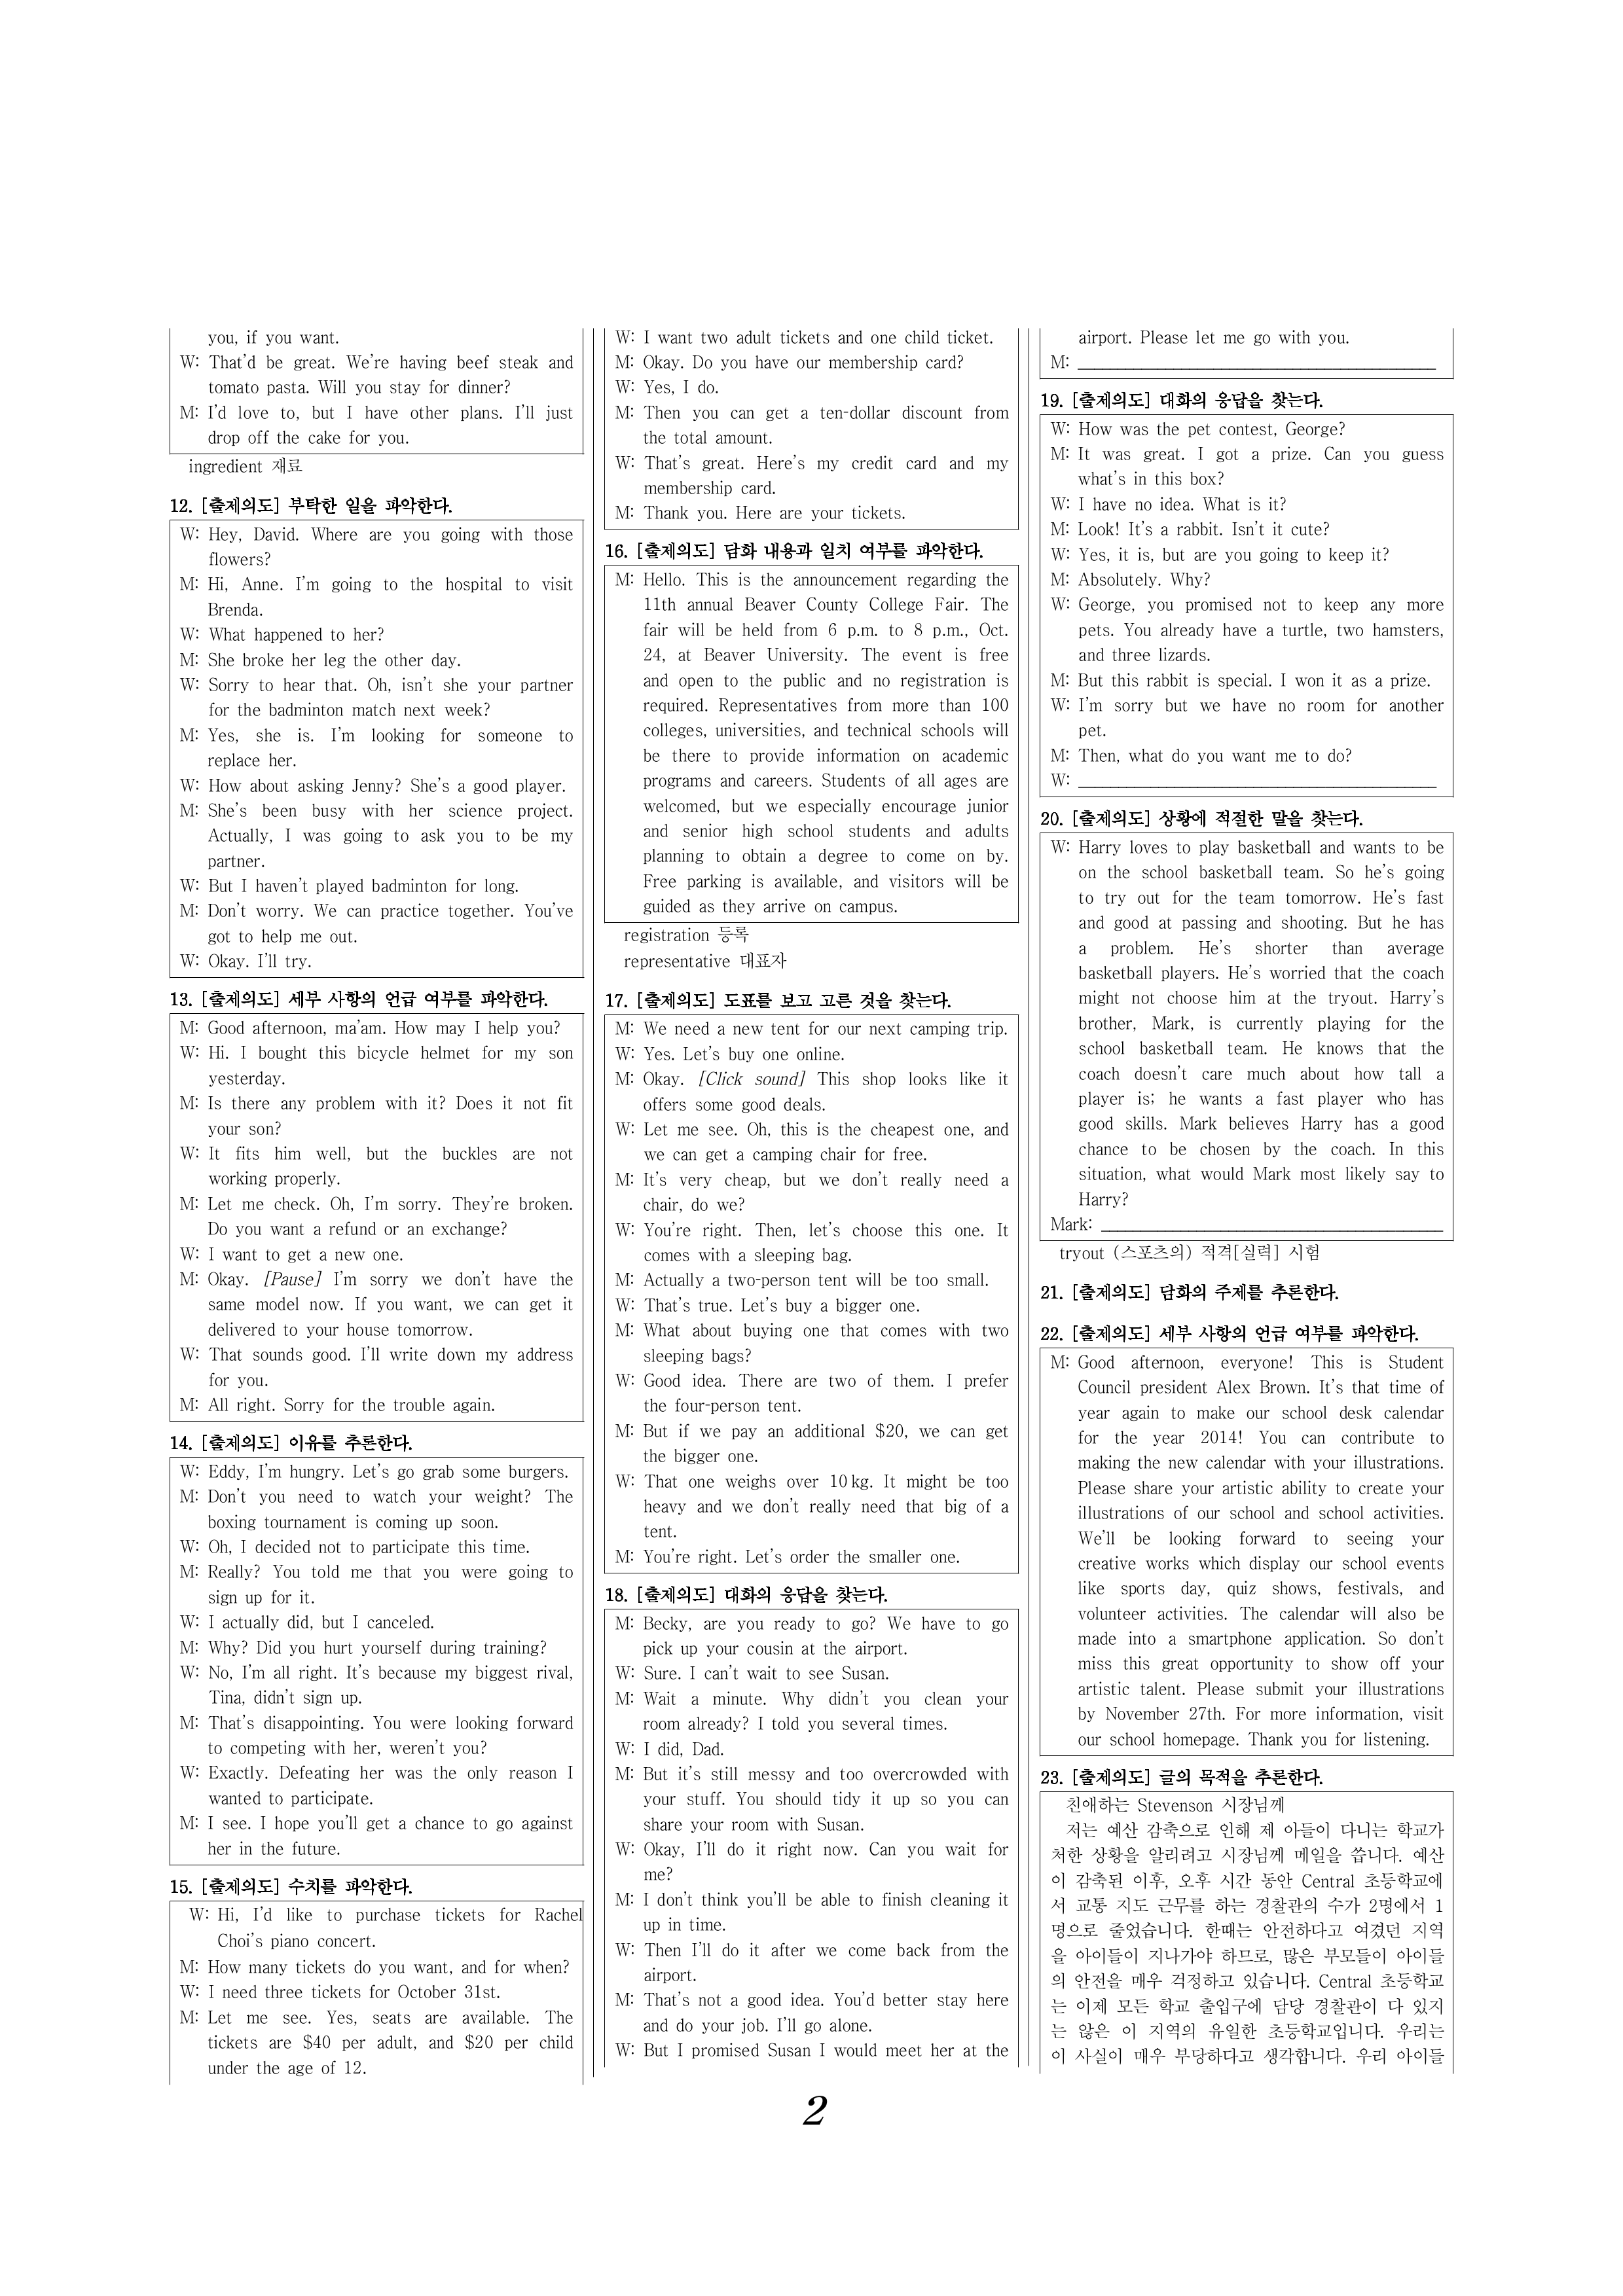 you, if you want.
W: That'd be great. We're having beef steak and
tomato pasta. Will you stay for dinner?
M: I'd love to, but I have other plans. I'll just
drop off the cake for you.
ingredient 재료
12. [출제의도] 부탁한 일을 파악한다.
W: Hey, David. Where are you going with those
flowers?
M: Hi, Anne. I'm going to the hospital to visit
Brenda.
W: What happened to her?
M: She broke her leg the other day.
W: Sorry to hear that. Oh, isn't she your partner
for the badminton match next week?
M: Yes, she is. I'm looking for someone to
replace her.
W: How about asking Jenny? She's a good player.
M: She's been busy with her science project.
Actually, I was going to ask you to be my
partner.
W: But I haven't played badminton for long.
M: Don't worry. We can practice together. You've
got to help me out.
W: Okay. I'll try.
13. [출제의도] 세부 사항의 언급 여부를 파악한다.
M: Good afternoon, ma'am. How may I help you?
W: Hi. I bought this bicycle helmet for my son
yesterday.
M: Is there any problem with it? Does it not fit
your son?
W: It fits him well, but the buckles are not
working properly.
M: Let me check. Oh, I'm sorry. They're broken.
Do you want a refund or an exchange?
W: I want to get a new one.
M: Okay. [Pause] I'm sorry we don't have the
same model now. If you want, we can get it
delivered to your house tomorrow.
W: That sounds good. I'll write down my address
for you.
M: All right. Sorry for the trouble again.
14. [출제의도] 이유를 추론한다.
W: Eddy, I'm hungry. Let's go grab some burgers.
M: Don't you need to watch your weight? The
boxing tournament is coming up soon.
W: Oh, I decided not to participate this time.
M: Really? You told me that you were going to
sign up for it.
W: I actually did, but I canceled.
M: Why? Did you hurt yourself during training?
W: No, I'm all right. It's because my biggest rival,
Tina, didn't sign up.
M: That's disappointing. You were looking forward
to competing with her, weren't you?
W: Exactly. Defeating her was the only reason I
wanted to participate.
M: I see. I hope you'll get a chance to go against
her in the future.
15. [출제의도] 수치를 파악한다.
W: Hi, I'd like to purchase tickets for Rachel
Choi's piano concert.
M: How many tickets do you want, and for when?
W: I need three tickets for October 31st.
M: Let me see. Yes, seats are available. The
tickets are $40 per adult, and $20 per child
under the age of 12.
W: I want two adult tickets and one child ticket.
M: Okay. Do you have our membership card?
W: Yes, I do.
M: Then you can get a ten-dollar discount from
the total amount.
W: That's great. Here's my credit card and my
membership card.
M: Thank you. Here are your tickets.
16. [출제의도] 담화 내용과 일치 여부를 파악한다.
M: Hello. This is the announcement regarding the
11th annual Beaver County College Fair. The
fair will be held from 6 p.m. to 8 p.m., Oct.
24, at Beaver University. The event is free
and open to the public and no registration is
required. Representatives from more than 100
colleges, universities, and technical schools will
be there to provide information on academic
programs and careers. Students of all ages are
welcomed, but we especially encourage junior
and senior high school students and adults
planning to obtain a degree to come on by.
Free parking is available, and visitors will be
guided as they arrive on campus.
registration 등록
representative 대표자
17. [출제의도] 도표를 보고 고른 것을 찾는다.
M: We need a new tent for our next camping trip.
W: Yes. Let's buy one online.
M: Okay. [Click sound] This shop looks like it
offers some good deals.
W: Let me see. Oh, this is the cheapest one, and
we can get a camping chair for free.
M: It's very cheap, but we don't really need a
chair, do we?
W: You're right. Then, let's choose this one. It
comes with a sleeping bag.
M: Actually a two-person tent will be too small.
W: That's true. Let's buy a bigger one.
M: What about buying one that comes with two
sleeping bags?
W: Good idea. There are two of them. I prefer
the four-person tent.
M: But if we pay an additional $20, we can get
the bigger one.
W: That one weighs over 10 kg. It might be too
heavy and we don't really need that big of a
tent.
M: You're right. Let's order the smaller one.
18. [출제의도] 대화의 응답을 찾는다.
M: Becky, are you ready to go? We have to go
pick up your cousin at the airport.
W: Sure. I can't wait to see Susan.
M: Wait a minute. Why didn't you clean your
room already? I told you several times.
W: I did, Dad.
M: But it's still messy and too overcrowded with
your stuff. You should tidy it up so you can
share your room with Susan.
W: Okay, I'll do it right now. Can you wait for
me?
M: I don't think you'll be able to finish cleaning it
up in time.
W: Then I'll do it after we come back from the
airport.
M: That's not a good idea. You'd better stay here
and do your job. I'll go alone.
W: But I promised Susan I would meet her at the
airport. Please let me go with you.
M: ________________________________________
19. [출제의도] 대화의 응답을 찾는다.
W: How was the pet contest, George?
M: It was great. I got a prize. Can you guess
what's in this box?
W: I have no idea. What is it?
M: Look! It's a rabbit. Isn't it cute?
W: Yes, it is, but are you going to keep it?
M: Absolutely. Why?
W: George, you promised not to keep any more
pets. You already have a turtle, two hamsters,
and three lizards.
M: But this rabbit is special. I won it as a prize.
W: I'm sorry but we have no room for another
pet.
M: Then, what do you want me to do?
W: ________________________________________
20. [출제의도] 상황에 적절한 말을 찾는다.
W: Harry loves to play basketball and wants to be
on the school basketball team. So he's going
to try out for the team tomorrow. He's fast
and good at passing and shooting. But he has
a problem. He's shorter than average
basketball players. He's worried that the coach
might not choose him at the tryout. Harry's
brother, Mark, is currently playing for the
school basketball team. He knows that the
coach doesn't care much about how tall a
player is; he wants a fast player who has
good skills. Mark believes Harry has a good
chance to be chosen by the coach. In this
situation, what would Mark most likely say to
Harry?
Mark: ______________________________________
tryout (스포츠의) 적격[실력] 시험
21. [출제의도] 담화의 주제를 추론한다.
22. [출제의도] 세부 사항의 언급 여부를 파악한다.
M: Good afternoon, everyone! This is Student
Council president Alex Brown. It's that time of
year again to make our school desk calendar
for the year 2014! You can contribute to
making the new calendar with your illustrations.
Please share your artistic ability to create your
illustrations of our school and school activities.
We'll be looking forward to seeing your
creative works which display our school events
like sports day, quiz shows, festivals, and
volunteer activities. The calendar will also be
made into a smartphone application. So don't
miss this great opportunity to show off your
artistic talent. Please submit your illustrations
by November 27th. For more information, visit
our school homepage. Thank you for listening.
23. [출제의도] 글의 목적을 추론한다.
친애하는 Stevenson 시장님께
저는 예산 감축으로 인해 제 아들이 다니는 학교가
처한 상황을 알리려고 시장님께 메일을 씁니다. 예산
이 감축된 이후, 오후 시간 동안 Central 초등학교에
서 교통 지도 근무를 하는 경찰관의 수가 2명에서 1
명으로 줄었습니다. 한때는 안전하다고 여겼던 지역
을 아이들이 지나가야 하므로, 많은 부모들이 아이들
의 안전을 매우 걱정하고 있습니다. Central 초등학교
는 이제 모든 학교 출입구에 담당 경찰관이 다 있지
는 않은 이 지역의 유일한 초등학교입니다. 우리는
이 사실이 매우 부당하다고 생각합니다. 우리 아이들
2